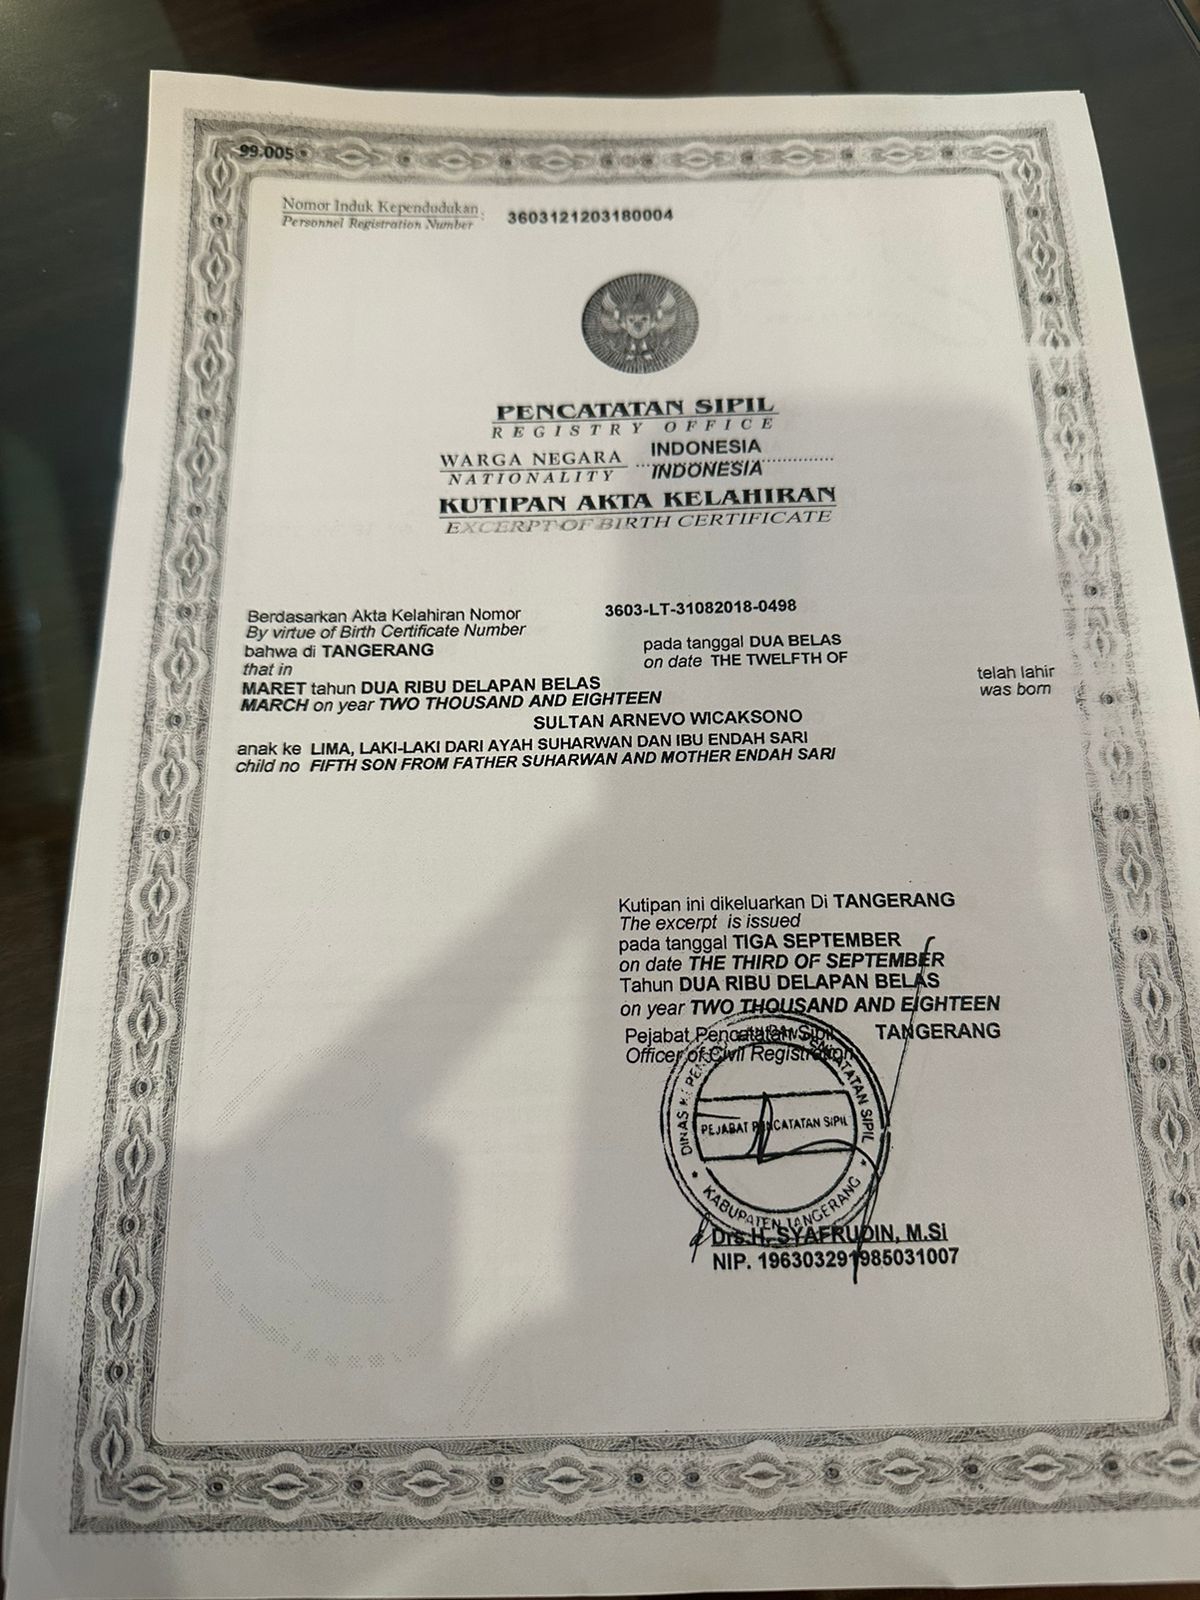 99.005
Nomor Induk Kependudukan : 3603121203180004
Personnel Registration Number
PENCATATAN SIPIL
REGISTRY OFFICE
WARGA NEGARA INDONESIA
NATIONALITY INDONESIA
KUTIPAN AKTA KELAHIRAN
EXCERPT OF BIRTH CERTIFICATE
Berdasarkan Akta Kelahiran Nomor 3603-LT-31082018-0498
By virtue of Birth Certificate Number
bahwa di TANGERANG pada tanggal DUA BELAS
that in on date THE TWELFTH OF
MARET tahun DUA RIBU DELAPAN BELAS telah lahir
MARCH on year TWO THOUSAND AND EIGHTEEN was born
SULTAN ARNEVO WICAKSONO
anak ke LIMA, LAKI-LAKI DARI AYAH SUHARWAN DAN IBU ENDAH SARI
child no FIFTH SON FROM FATHER SUHARWAN AND MOTHER ENDAH SARI
Kutipan ini dikeluarkan Di TANGERANG
The excerpt is issued
pada tanggal TIGA SEPTEMBER
on date THE THIRD OF SEPTEMBER
Tahun DUA RIBU DELAPAN BELAS
on year TWO THOUSAND AND EIGHTEEN
Pejabat Pencatatan Sipil TANGERANG
Officer of Civil Registration
DINAS CATATAN SIPIL
PEJABAT PENCATATAN SIPIL
KABUPATEN TANGERANG
Drs.H. SYAFRUDIN, M.Si
NIP. 196303291985031007